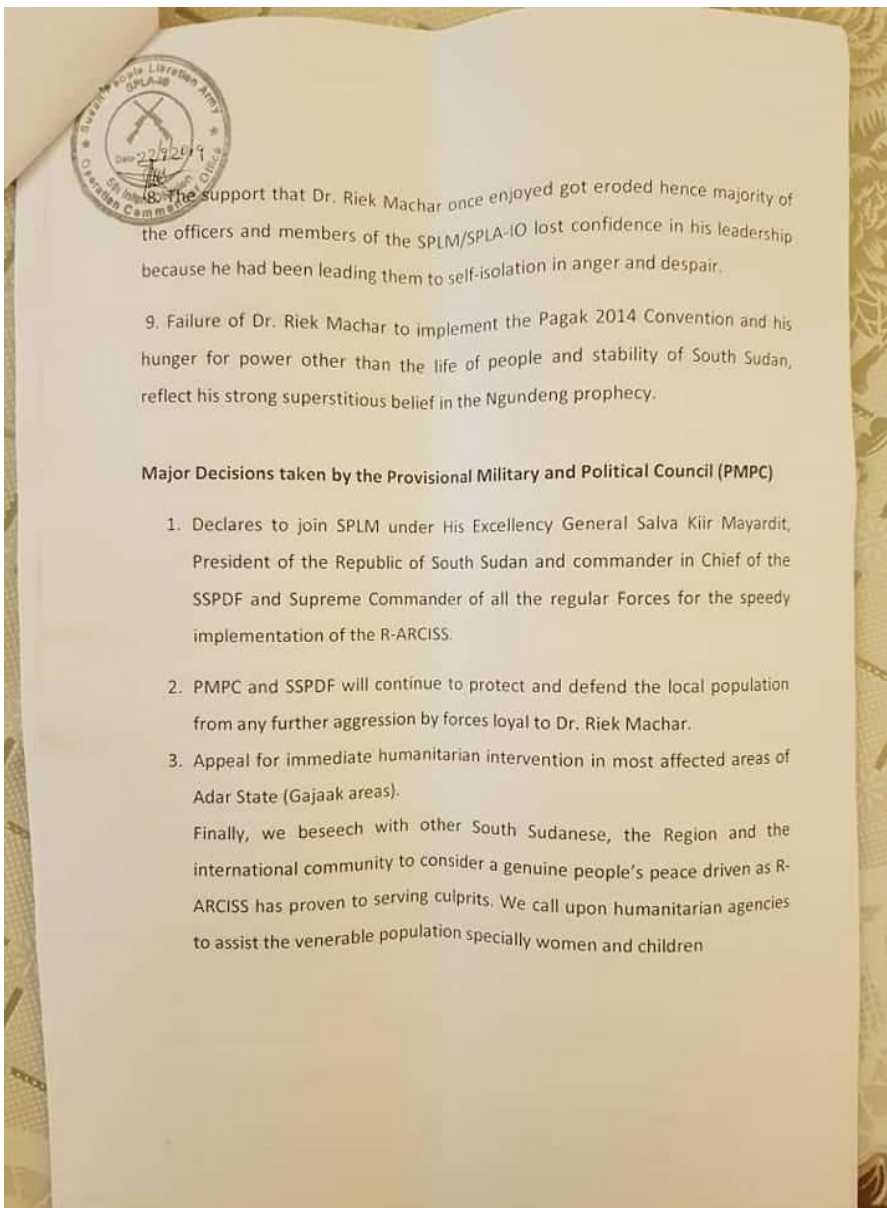 Sudan People Libration Army
SPLA-IO
Date 22/9/2019
Operation Commander Office
8. The support that Dr. Riek Machar once enjoyed got eroded hence majority of
the officers and members of the SPLM/SPLA-IO lost confidence in his leadership
because he had been leading them to self-isolation in anger and despair.
9. Failure of Dr. Riek Machar to implement the Pagak 2014 Convention and his
hunger for power other than the life of people and stability of South Sudan,
reflect his strong superstitious belief in the Ngundeng prophecy.
Major Decisions taken by the Provisional Military and Political Council (PMPC)
1. Declares to join SPLM under His Excellency General Salva Kiir Mayardit,
President of the Republic of South Sudan and commander in Chief of the
SSPDF and Supreme Commander of all the regular Forces for the speedy
implementation of the R-ARCISS.
2. PMPC and SSPDF will continue to protect and defend the local population
from any further aggression by forces loyal to Dr. Riek Machar.
3. Appeal for immediate humanitarian intervention in most affected areas of
Adar State (Gajaak areas).
Finally, we beseech with other South Sudanese, the Region and the
international community to consider a genuine people's peace driven as R-
ARCISS has proven to serving culprits. We call upon humanitarian agencies
to assist the venerable population specially women and children